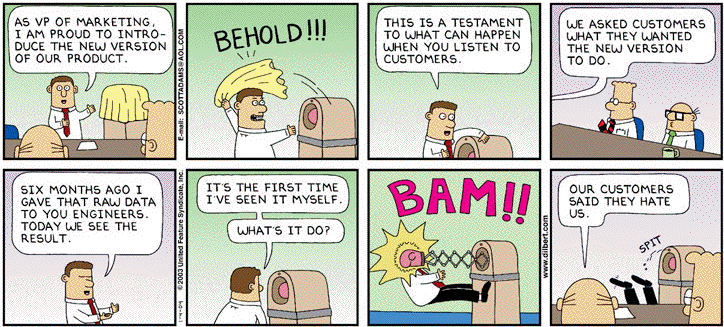 AS VP OF MARKETING,
I AM PROUD TO INTRO-
DUCE THE NEW VERSION
OF OUR PRODUCT.
E-mail: SCOTTADAMS@AOL.COM
BEHOLD!!!
THIS IS A TESTAMENT
TO WHAT CAN HAPPEN
WHEN YOU LISTEN TO
CUSTOMERS.
WE ASKED CUSTOMERS
WHAT THEY WANTED
THE NEW VERSION
TO DO.
SIX MONTHS AGO I
GAVE THAT RAW DATA
TO YOU ENGINEERS.
TODAY WE SEE THE
RESULT.
©2003 United Feature Syndicate, Inc.
IT'S THE FIRST TIME
I'VE SEEN IT MYSELF.
WHAT'S IT DO?
BAM!!
www.dilbert.com
OUR CUSTOMERS
SAID THEY HATE
US.
SPIT